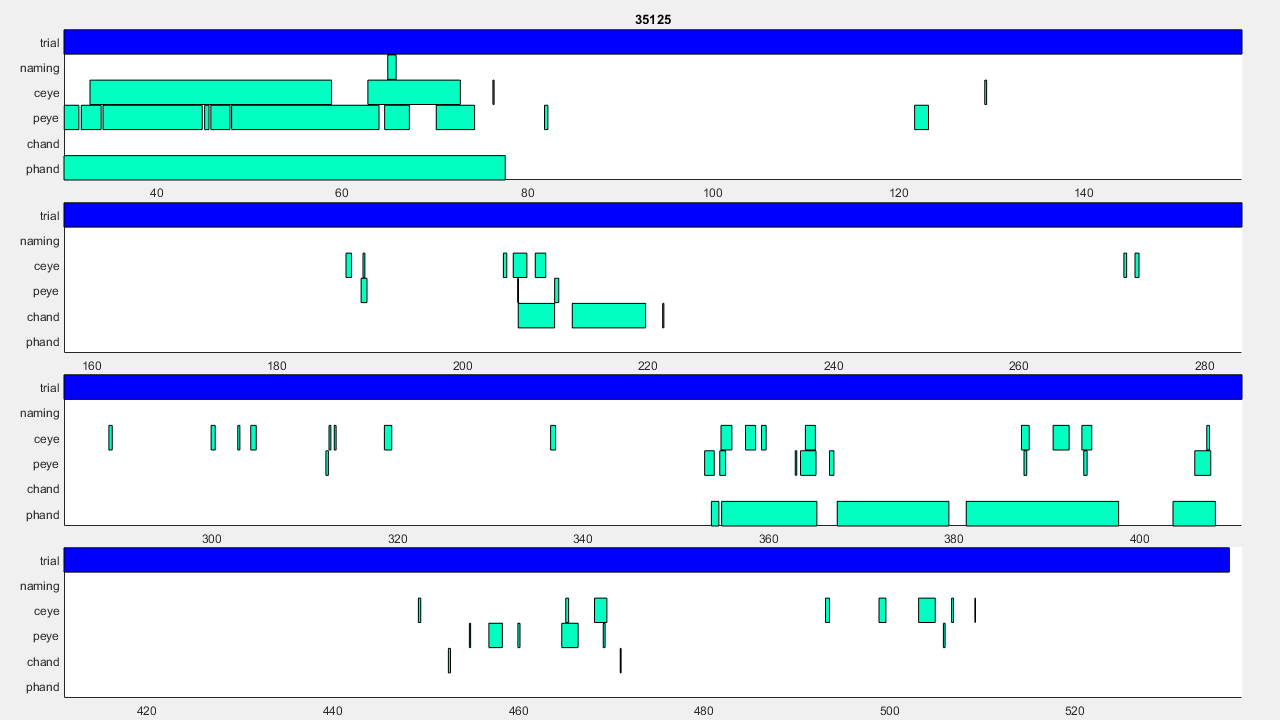 35125
trial
naming
ceye
peye
chand
phand
40 60 80 100 120 140
trial
naming
ceye
peye
chand
phand
160 180 200 220 240 260 280
trial
naming
ceye
peye
chand
phand
300 320 340 360 380 400
trial
naming
ceye
peye
chand
phand
420 440 460 480 500 520